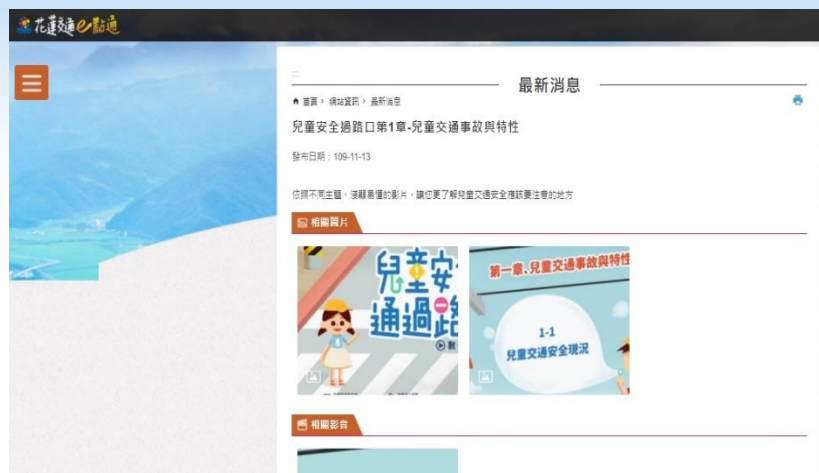 花蓮交通e點通
:::
最新消息
首頁 › 網站資訊 › 最新消息
兒童安全過路口第1章-兒童交通事故與特性
發布日期：109-11-13
依照不同主題，淺顯易懂的影片，讓您更了解兒童交通安全應該要注意的地方
相關圖片
兒童安
通過路
第一章、兒童交通事故與特性
1-1
兒童交通安全現況
相關影音